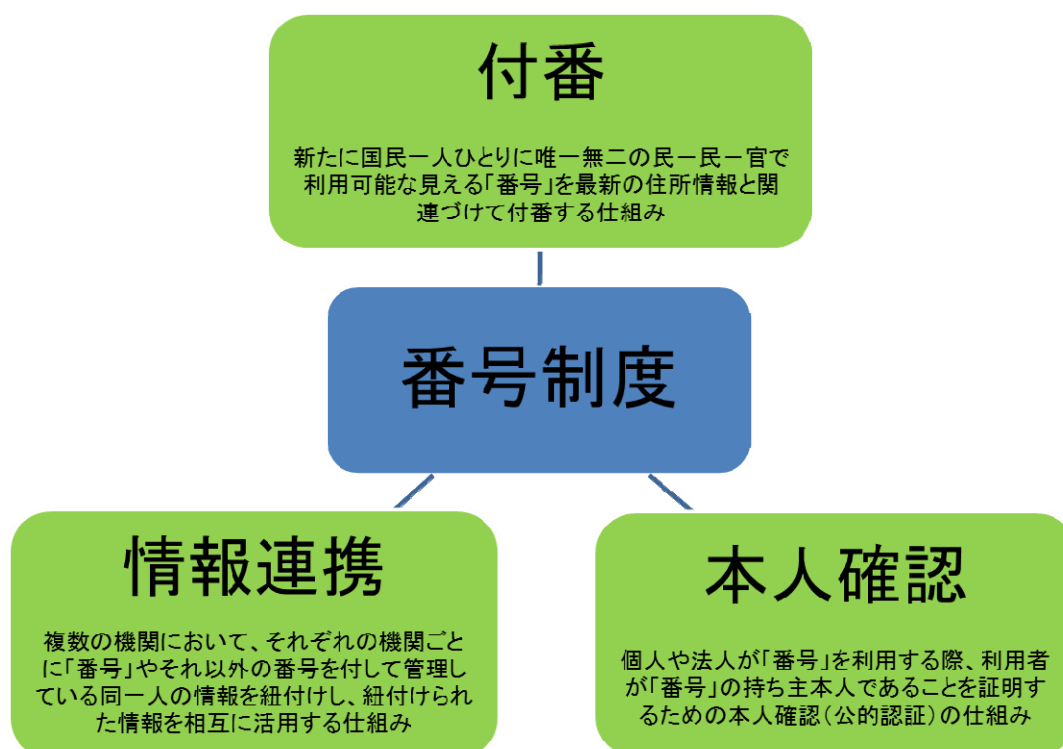 付番
新たに国民一人ひとりに唯一無二の民－民－官で
利用可能な見える「番号」を最新の住所情報と関
連づけて付番する仕組み
番号制度
情報連携
複数の機関において、それぞれの機関ごと
に「番号」やそれ以外の番号を付して管理し
ている同一人の情報を紐付けし、紐付けられ
た情報を相互に活用する仕組み
本人確認
個人や法人が「番号」を利用する際、利用者
が「番号」の持ち主本人であることを証明す
るための本人確認（公的認証）の仕組み